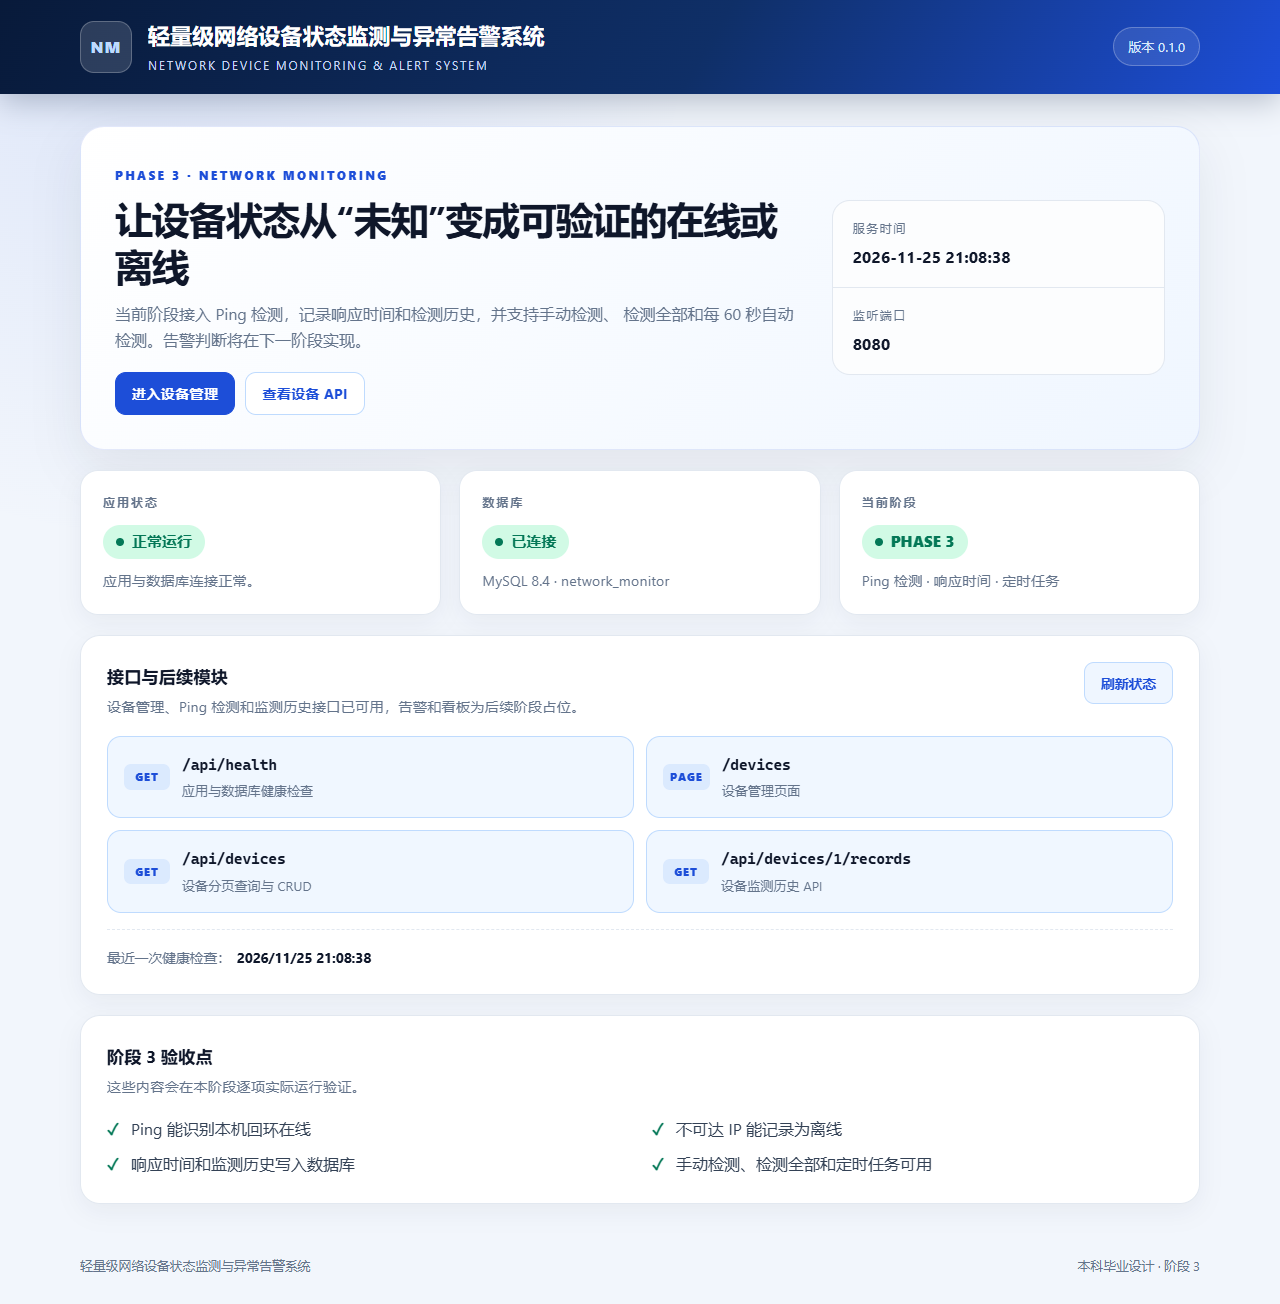 NM
轻量级网络设备状态监测与异常告警系统
NETWORK DEVICE MONITORING & ALERT SYSTEM
版本 0.1.0
PHASE 3 · NETWORK MONITORING
让设备状态从“未知”变成可验证的在线或
离线
当前阶段接入 Ping 检测，记录响应时间和检测历史，并支持手动检测、 检测全部和每 60 秒自动
检测。告警判断将在下一阶段实现。
进入设备管理
查看设备 API
服务时间
2026-11-25 21:08:38
监听端口
8080
应用状态
正常运行
应用与数据库连接正常。
数据库
已连接
MySQL 8.4 · network_monitor
当前阶段
PHASE 3
Ping 检测 · 响应时间 · 定时任务
接口与后续模块
设备管理、Ping 检测和监测历史接口已可用，告警和看板为后续阶段占位。
刷新状态
GET
/api/health
应用与数据库健康检查
PAGE
/devices
设备管理页面
GET
/api/devices
设备分页查询与 CRUD
GET
/api/devices/1/records
设备监测历史 API
最近一次健康检查： 2026/11/25 21:08:38
阶段 3 验收点
这些内容会在本阶段逐项实际运行验证。
✓ Ping 能识别本机回环在线
✓ 不可达 IP 能记录为离线
✓ 响应时间和监测历史写入数据库
✓ 手动检测、检测全部和定时任务可用
轻量级网络设备状态监测与异常告警系统
本科毕业设计 · 阶段 3